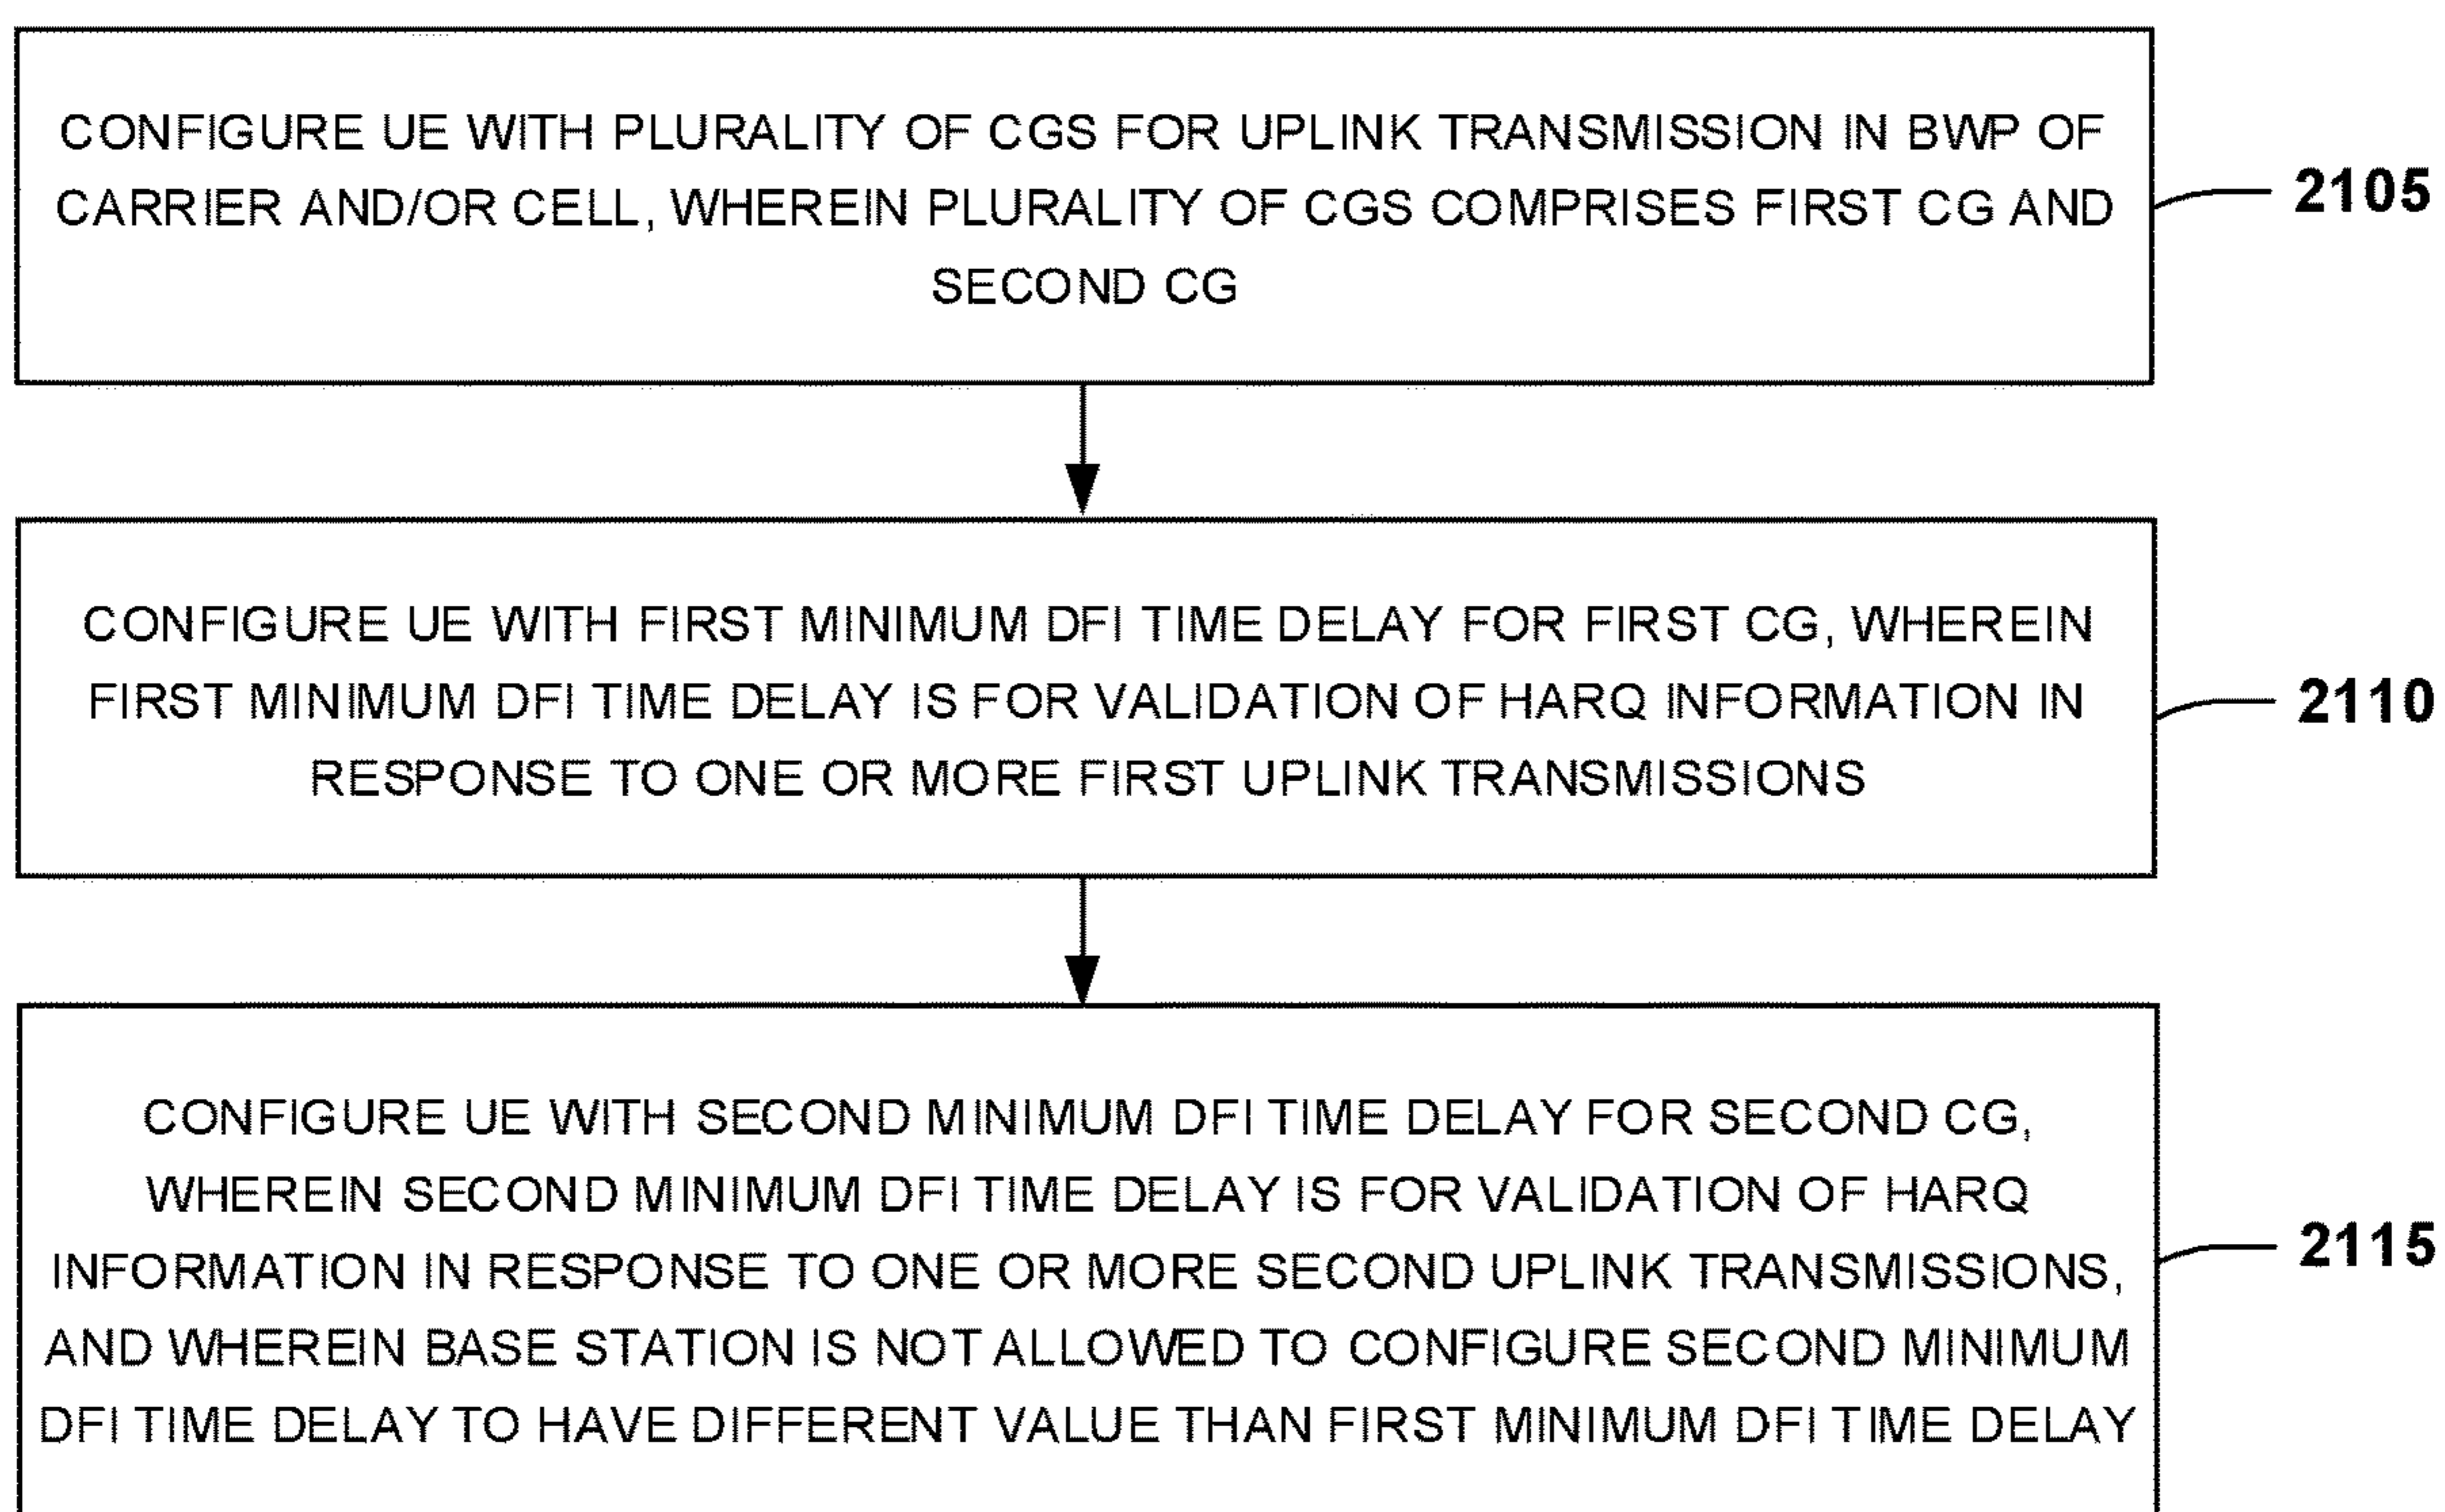 CONFIGURE UE WITH PLURALITY OF CGS FOR UPLINK TRANSMISSION IN BWP OF
CARRIER AND/OR CELL, WHEREIN PLURALITY OF CGS COMPRISES FIRST CG AND
SECOND CG
2105
CONFIGURE UE WITH FIRST MINIMUM DFI TIME DELAY FOR FIRST CG, WHEREIN
FIRST MINIMUM DFI TIME DELAY IS FOR VALIDATION OF HARQ INFORMATION IN
RESPONSE TO ONE OR MORE FIRST UPLINK TRANSMISSIONS
2110
CONFIGURE UE WITH SECOND MINIMUM DFI TIME DELAY FOR SECOND CG,
WHEREIN SECOND MINIMUM DFI TIME DELAY IS FOR VALIDATION OF HARQ
INFORMATION IN RESPONSE TO ONE OR MORE SECOND UPLINK TRANSMISSIONS,
AND WHEREIN BASE STATION IS NOT ALLOWED TO CONFIGURE SECOND MINIMUM
DFI TIME DELAY TO HAVE DIFFERENT VALUE THAN FIRST MINIMUM DFI TIME DELAY
2115